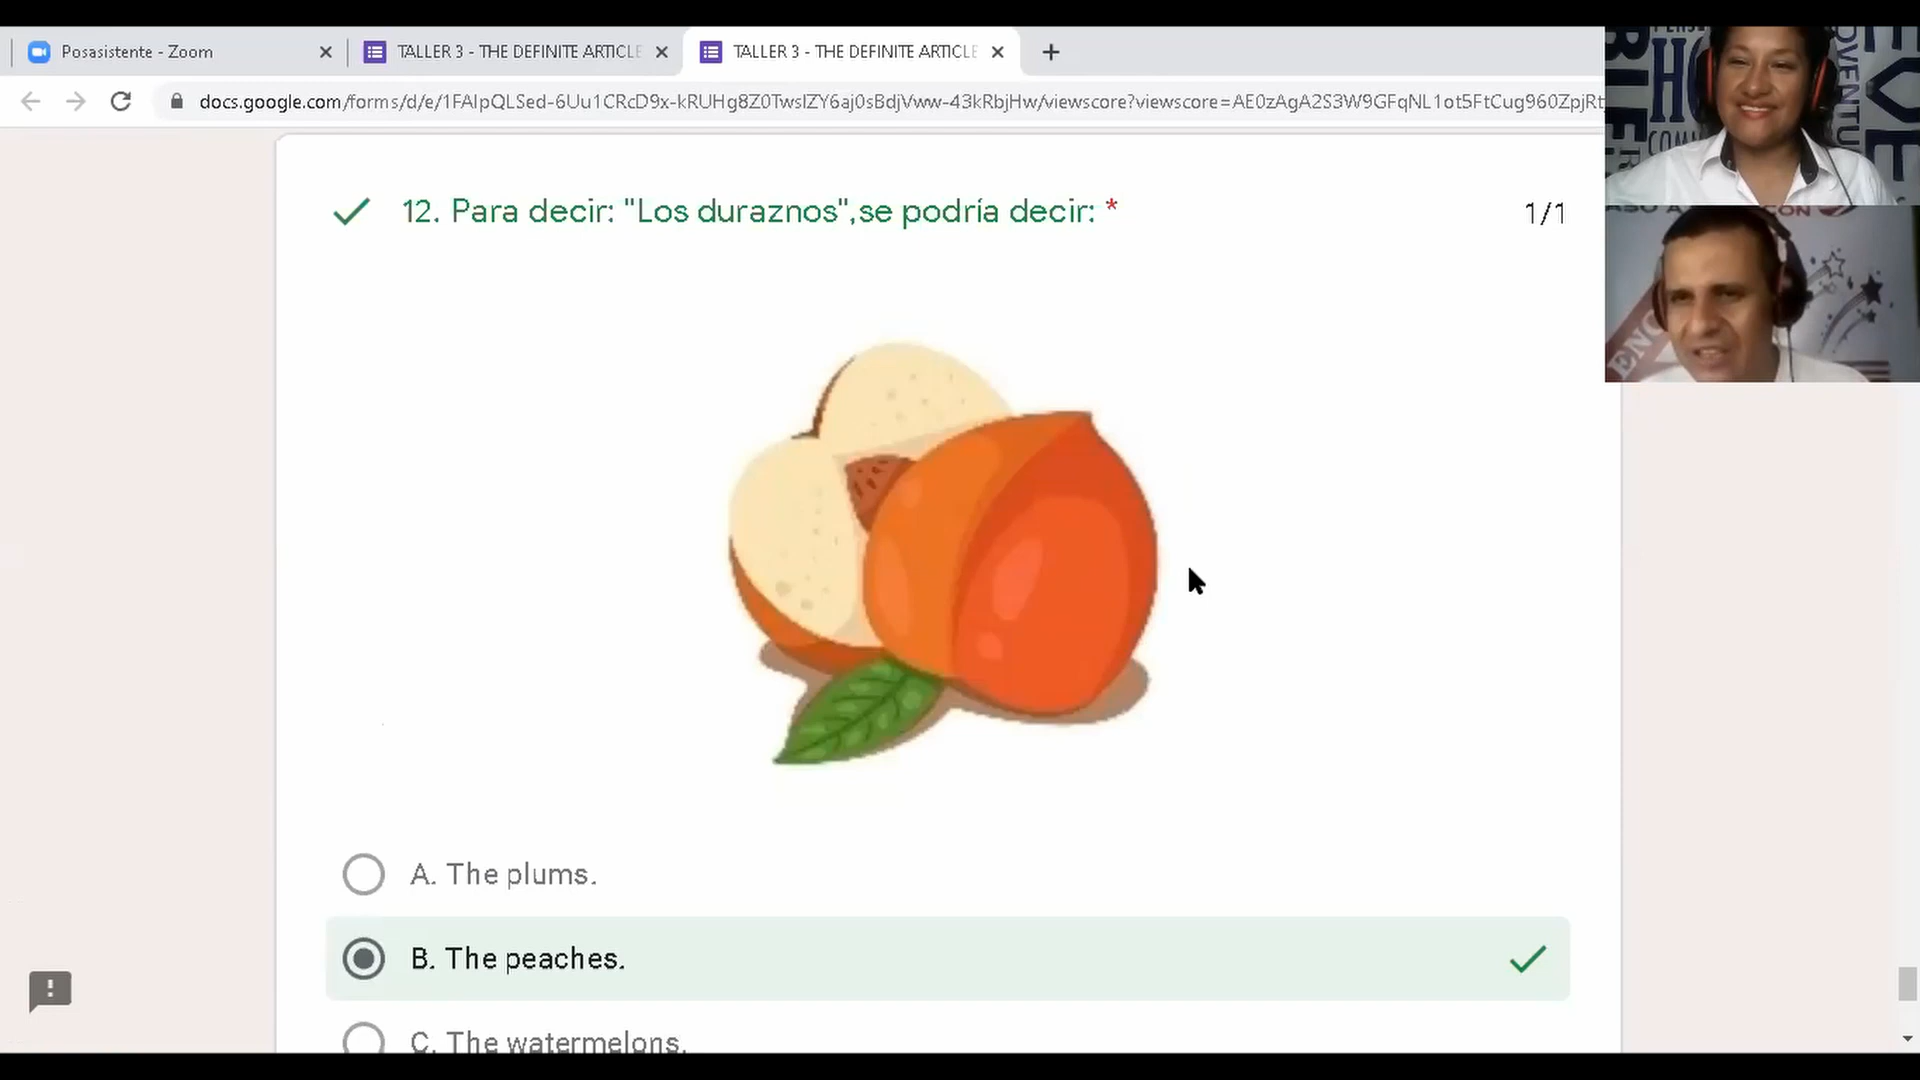 Posasistente - Zoom
TALLER 3 - THE DEFINITE ARTICLE
TALLER 3 - THE DEFINITE ARTICLE
docs.google.com/forms/d/e/1FAIpQLSed-6Uu1CRcD9x-kRUHg8Z0TwsIZY6aj0sBdjVww-43kRbjHw/viewscore?viewscore=AE0zAgA2S3W9GFqNL1ot5FtCug960ZpjRt
12. Para decir: "Los duraznos",se podría decir: *
1/1
A. The plums.
B. The peaches.
C. The watermelons.